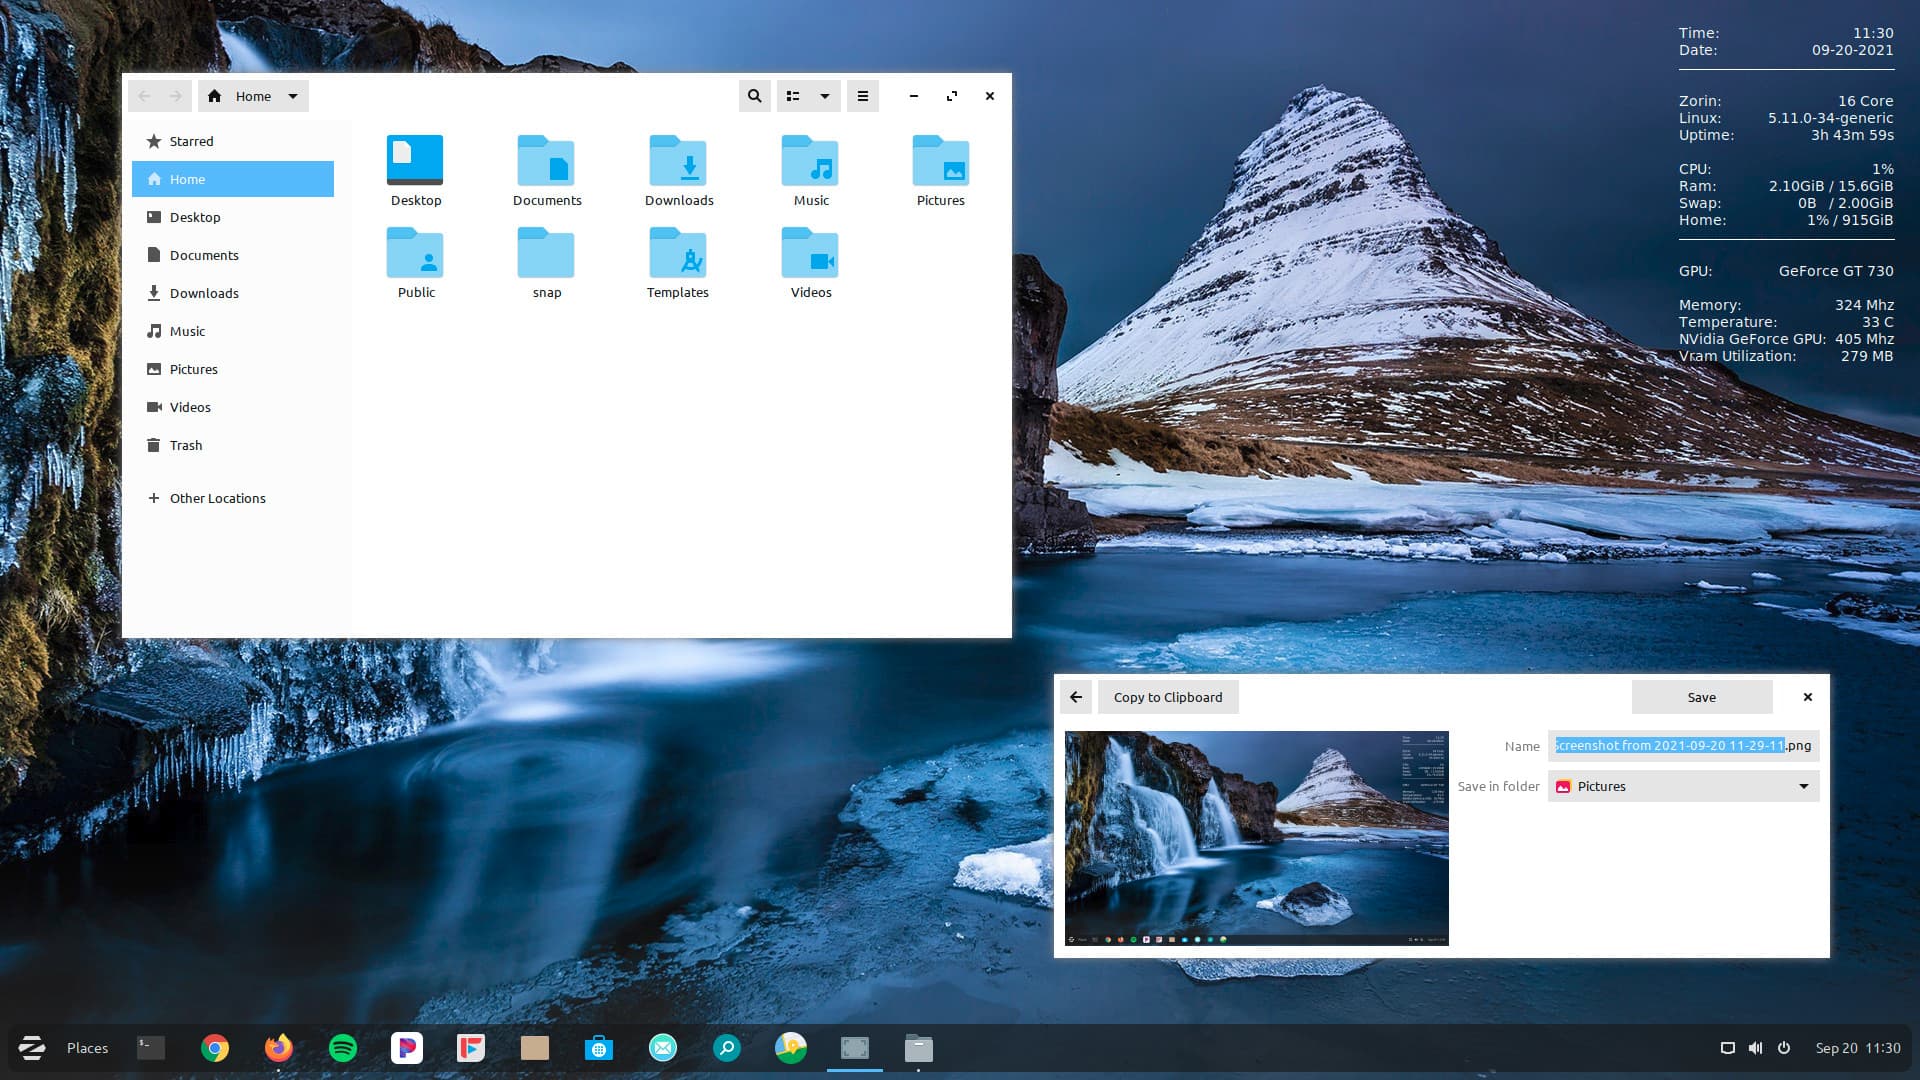 Time: 11:30
Date: 09-20-2021
Zorin: 16 Core
Linux: 5.11.0-34-generic
Uptime: 3h 43m 59s
CPU: 1%
Ram: 2.10GiB / 15.6GiB
Swap: 0B / 2.00GiB
Home: 1% / 915GiB
GPU: GeForce GT 730
Memory: 324 Mhz
Temperature: 33 C
NVidia GeForce GPU: 405 Mhz
Vram Utilization: 279 MB
Home
Starred
Home
Desktop
Documents
Downloads
Music
Pictures
Videos
Trash
Other Locations
Desktop Documents Downloads Music Pictures
Public snap Templates Videos
Copy to Clipboard Save
Name Screenshot from 2021-09-20 11-29-11.png
Save in folder Pictures
Places Sep 20 11:30